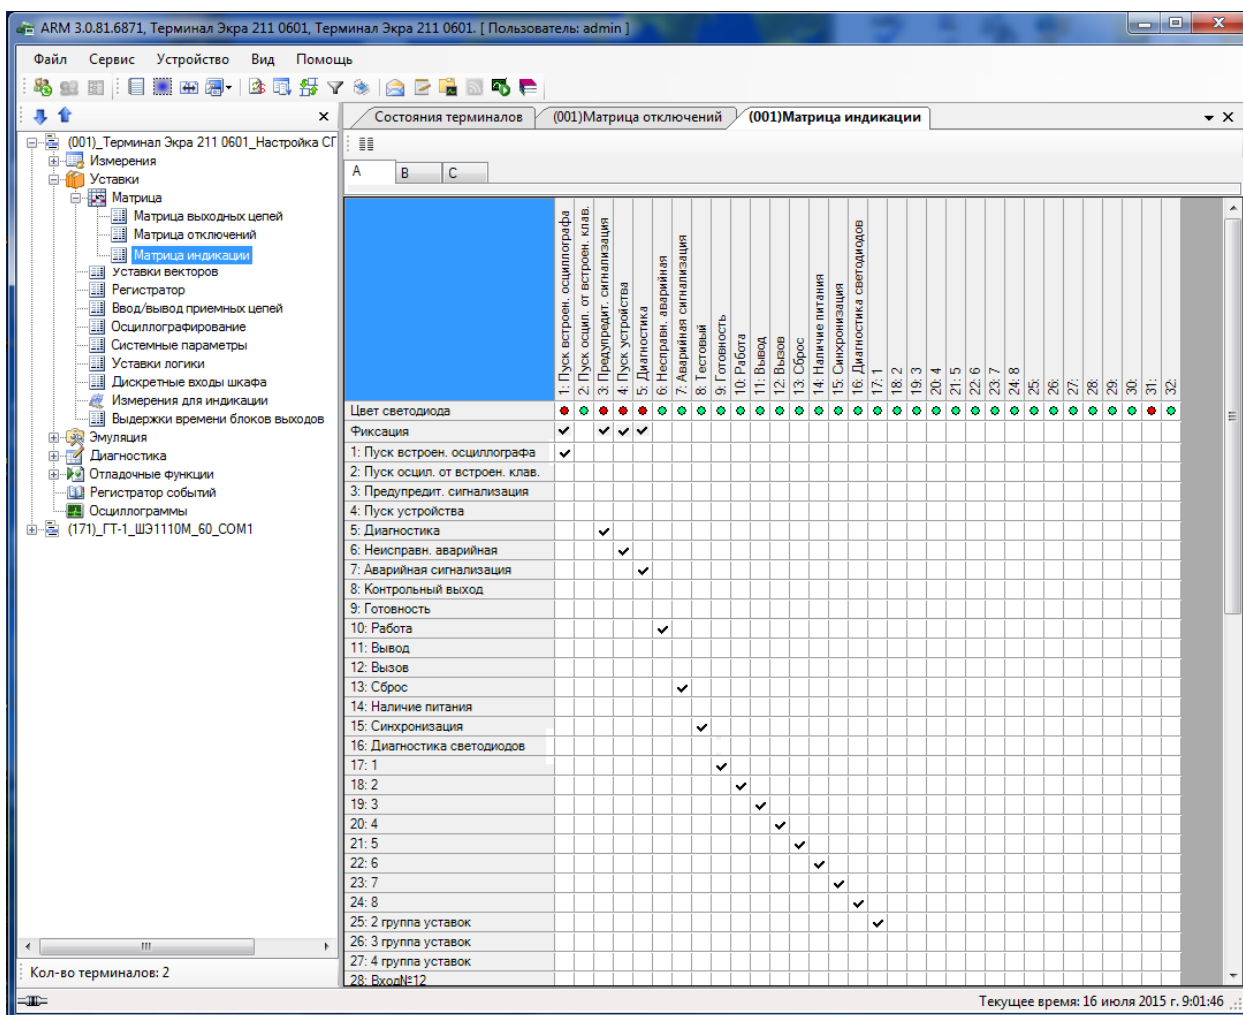 ARM 3.0.81.6871, Терминал Экра 211 0601, Терминал Экра 211 0601. [ Пользователь: admin ]
Файл Сервис Устройство Вид Помощь
Состояния терминалов (001)Матрица отключений (001)Матрица индикации
(001)_Терминал Экра 211 0601_Настройка СГ
Измерения
Уставки
Матрица
Матрица выходных цепей
Матрица отключений
Матрица индикации
Уставки векторов
Регистратор
Ввод/вывод приемных цепей
Осциллографирование
Системные параметры
Уставки логики
Дискретные входы шкафа
Измерения для индикации
Выдержки времени блоков выходов
Эмуляция
Диагностика
Отладочные функции
Регистратор событий
Осциллограммы
(171)_ГТ-1_ШЭ1110М_60_COM1
Кол-во терминалов: 2
A B C
1: Пуск встроен. осциллографа
2: Пуск осцил. от встроен. клав.
3: Предупредит. сигнализация
4: Пуск устройства
5: Диагностика
6: Несправн. аварийная
7: Аварийная сигнализация
8: Тестовый
9: Готовность
10: Работа
11: Вывод
12: Вызов
13: Сброс
14: Наличие питания
15: Синхронизация
16: Диагностика светодиодов
17: 1
18: 2
19: 3
20: 4
21: 5
22: 6
23: 7
24: 8
25:
26:
27:
28:
29:
30:
31:
32:
Цвет светодиода
Фиксация
1: Пуск встроен. осциллографа
2: Пуск осцил. от встроен. клав.
3: Предупредит. сигнализация
4: Пуск устройства
5: Диагностика
6: Неисправн. аварийная
7: Аварийная сигнализация
8: Контрольный выход
9: Готовность
10: Работа
11: Вывод
12: Вызов
13: Сброс
14: Наличие питания
15: Синхронизация
16: Диагностика светодиодов
17: 1
18: 2
19: 3
20: 4
21: 5
22: 6
23: 7
24: 8
25: 2 группа уставок
26: 3 группа уставок
27: 4 группа уставок
28: Вход№12
Текущее время: 16 июля 2015 г. 9:01:46